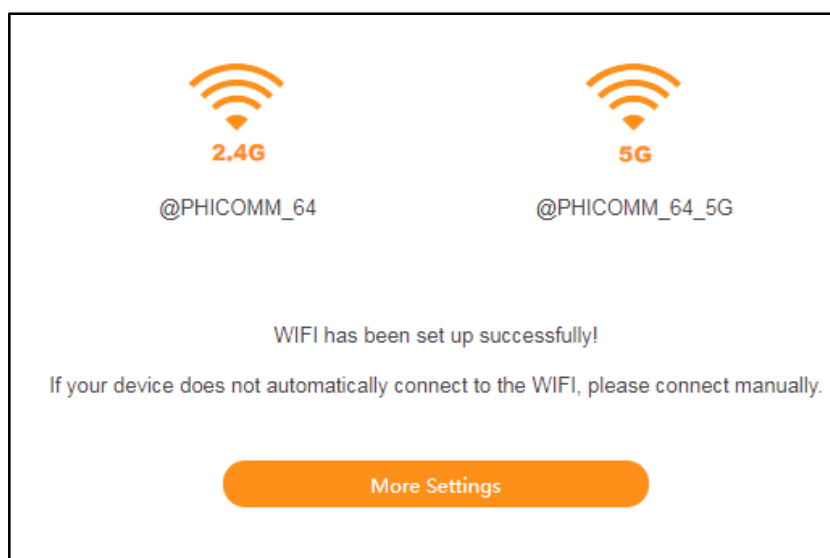 2.4G
5G
@PHICOMM_64
@PHICOMM_64_5G
WIFI has been set up successfully!
If your device does not automatically connect to the WIFI, please connect manually.
More Settings